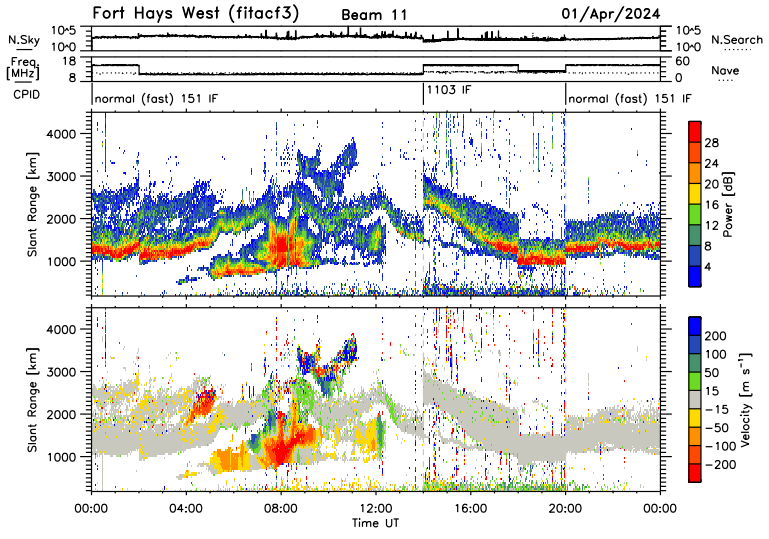 Fort Hays West (fitacf3) Beam 11 01/Apr/2024
N.Sky 10^5 10^0 10^5 10^0 N.Search
Freq. [MHz] 18 8 60 0 Nave
CPID normal (fast) 151 IF 1103 IF normal (fast) 151 IF
Slant Range [km]
4000
3000
2000
1000
28
24
20
16
12
8
4
Power [dB]
Slant Range [km]
4000
3000
2000
1000
200
100
50
15
-15
-50
-100
-200
Velocity [m s⁻¹]
00:00 04:00 08:00 12:00 16:00 20:00 00:00
Time UT